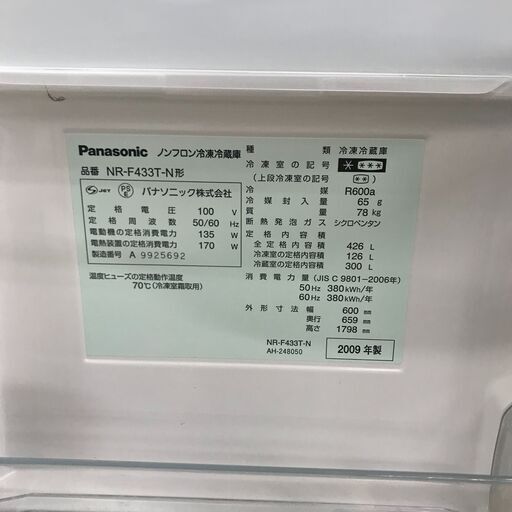 Panasonic ノンフロン冷凍冷蔵庫
品番 NR-F433T-N形
JET PS E パナソニック株式会社
定格電圧 100 V
定格周波数 50/60 Hz
電動機の定格消費電力 135 W
電熱装置の定格消費電力 170 W
製造番号 A 9925692
温度ヒューズの定格動作温度
70℃(冷凍室霜取用)
種類 冷凍冷蔵庫
冷凍室の記号 * ***
(上段冷凍室の記号 ** )
冷媒 R600a
冷媒封入量 65 g
質量 78 kg
断熱発泡ガス シクロペンタン
定格内容積
全定格内容積 426 L
冷凍室の定格内容積 126 L
冷蔵室の定格内容積 300 L
消費電力量 (JIS C 9801-2006年)
50Hz 380 kWh/年
60Hz 380 kWh/年
外形寸法 幅 600 mm
奥行 659 mm
高さ 1798 mm
NR-F433T-N
AH-248050
2009 年製